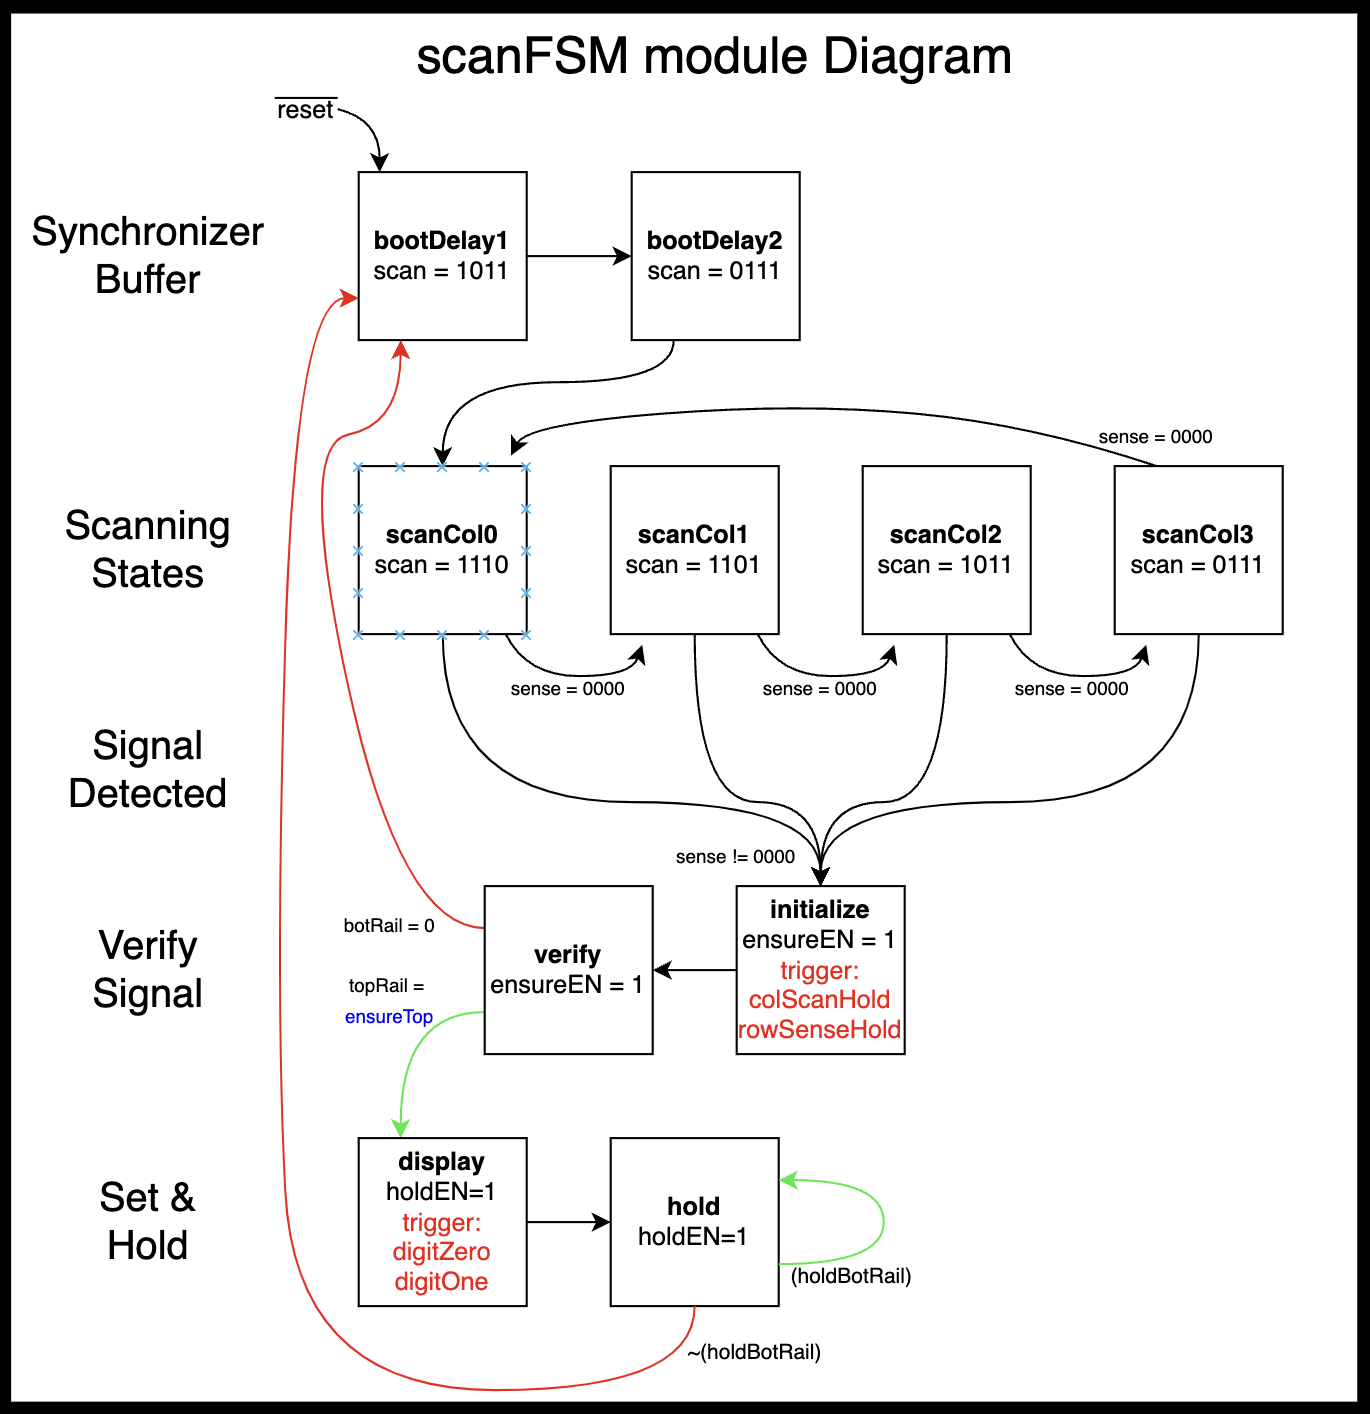 scanFSM module Diagram
reset
Synchronizer
Buffer
bootDelay1
scan = 1011
bootDelay2
scan = 0111
sense = 0000
Scanning
States
scanCol0
scan = 1110
scanCol1
scan = 1101
scanCol2
scan = 1011
scanCol3
scan = 0111
sense = 0000
sense = 0000
sense = 0000
Signal
Detected
sense != 0000
Verify
Signal
botRail = 0
topRail =
ensureTop
verify
ensureEN = 1
initialize
ensureEN = 1
trigger:
colScanHold
rowSenseHold
Set &
Hold
display
holdEN=1
trigger:
digitZero
digitOne
hold
holdEN=1
(holdBotRail)
~(holdBotRail)